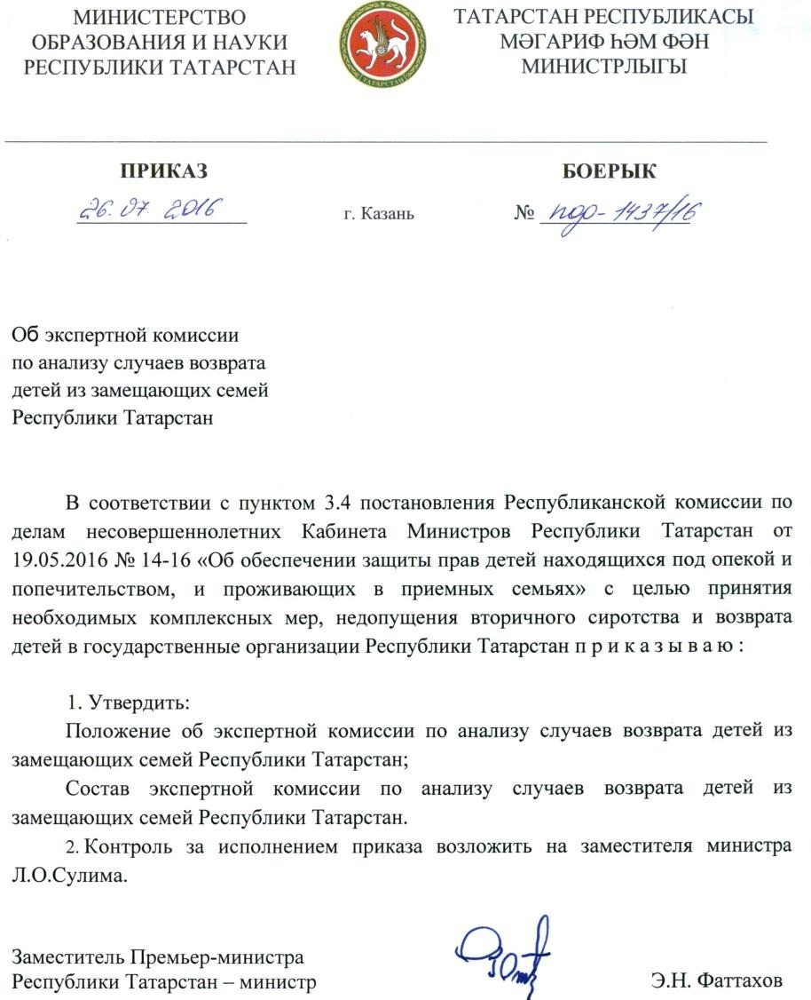 МИНИСТЕРСТВО
ОБРАЗОВАНИЯ И НАУКИ
РЕСПУБЛИКИ ТАТАРСТАН
ТАТАРСТАН
ТАТАРСТАН РЕСПУБЛИКАСЫ
МӘГАРИФ ҺӘМ ФӘН
МИНИСТРЛЫГЫ
ПРИКАЗ
БОЕРЫК
26.07.2016
г. Казань
№ под-1437/16
Об экспертной комиссии
по анализу случаев возврата
детей из замещающих семей
Республики Татарстан
В соответствии с пунктом 3.4 постановления Республиканской комиссии по
делам несовершеннолетних Кабинета Министров Республики Татарстан от
19.05.2016 № 14-16 «Об обеспечении защиты прав детей находящихся под опекой и
попечительством, и проживающих в приемных семьях» с целью принятия
необходимых комплексных мер, недопущения вторичного сиротства и возврата
детей в государственные организации Республики Татарстан п р и к а з ы в а ю :
1. Утвердить:
Положение об экспертной комиссии по анализу случаев возврата детей из
замещающих семей Республики Татарстан;
Состав экспертной комиссии по анализу случаев возврата детей из
замещающих семей Республики Татарстан.
2. Контроль за исполнением приказа возложить на заместителя министра
Л.О.Сулима.
Заместитель Премьер-министра
Республики Татарстан – министр
Э.Н. Фаттахов